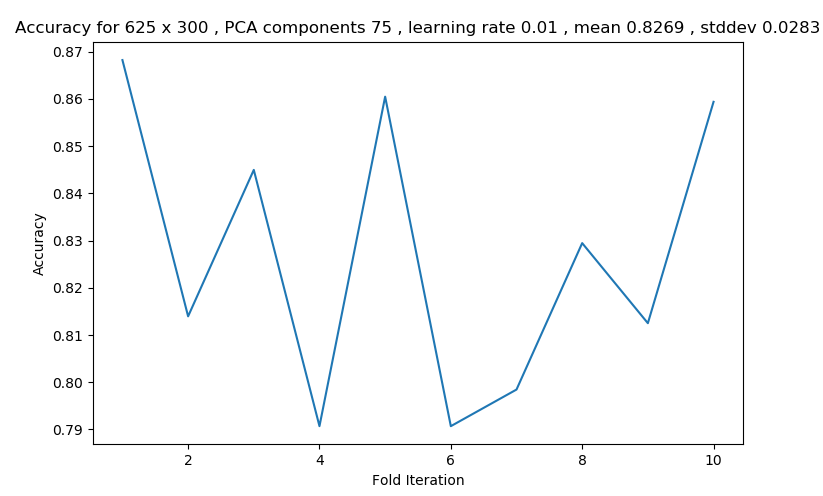 Accuracy for 625 x 300 , PCA components 75 , learning rate 0.01 , mean 0.8269 , stddev 0.0283
0.87
0.86
0.85
0.84
0.83
0.82
0.81
0.80
0.79
Accuracy
2 4 6 8 10
Fold Iteration